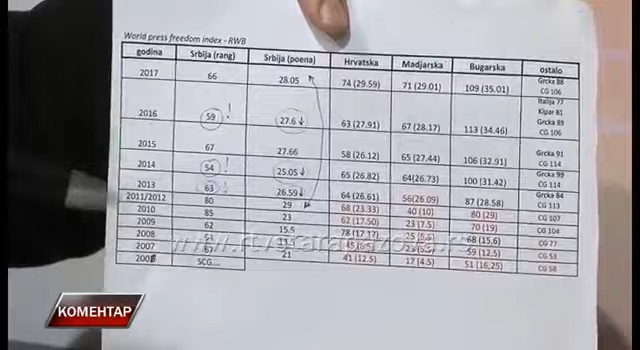 World press freedom index - RWB
godina Srbija (rang) Srbija (poena) Hrvatska Madjarska Bugarska ostalo
2017 66 28.05 74 (29.59) 71 (29.01) 109 (35.01) Grcka 88
CG 106
Italija 77
Kipar 81
2016 59 ! 27.6 63 (27.91) 67 (28.17) 113 (34.46) Grcka 89
CG 106
2015 67 27.66 58 (26.12) 65 (27.44) 106 (32.91) Grcka 91
CG 114
2014 54 ! 25.05 65 (26.82) 64(26.73) 100 (31.42) Grcka 99
CG 114
2013 63 ! 26.59 64 (26.61) 56(26.09) 87 (28.58) Grcka 84
CG 113
2011/2012 80 29 68 (23.33) 40 (10) 80 (29) CG 107
2010 85 23 62 (17.50) 23 (7.5) 70 (19) CG 104
2009 62 15.5 78 (17.17) 25 68 (15,6) CG 77
2008 59 (12.5) CG 53
2007 67 21 41 (12.5) 17 (4.5) 51 (16,25) CG 58
SCG....
КОМЕНТАР